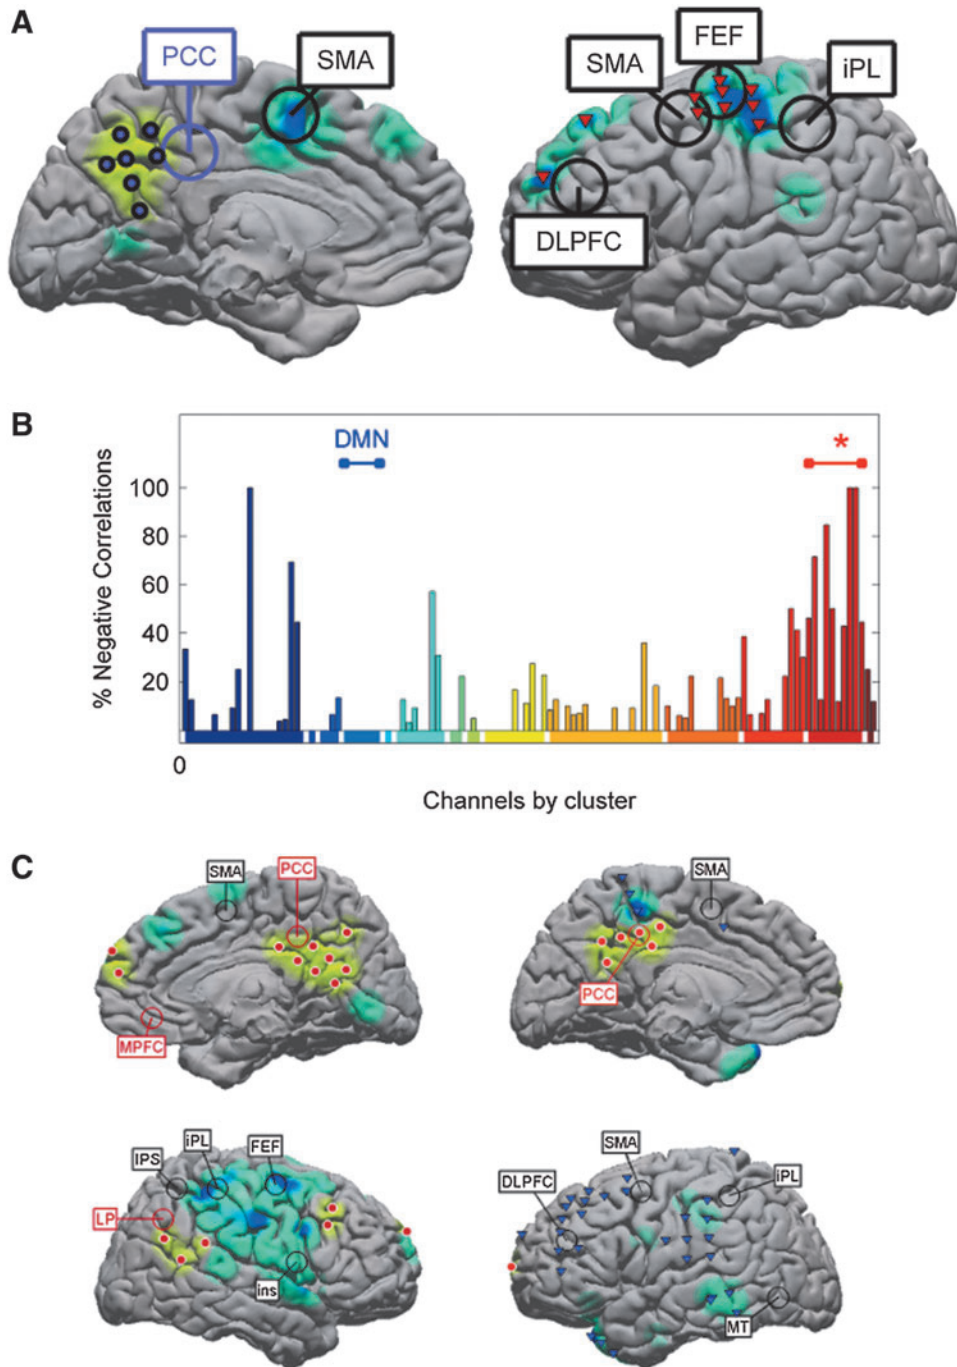 A
PCC
SMA
SMA
FEF
iPL
DLPFC
B
DMN
*
% Negative Correlations
100
80
60
40
20
0
Channels by cluster
C
SMA
PCC
MPFC
SMA
PCC
IPS
iPL
FEF
LP
ins
DLPFC
SMA
iPL
MT